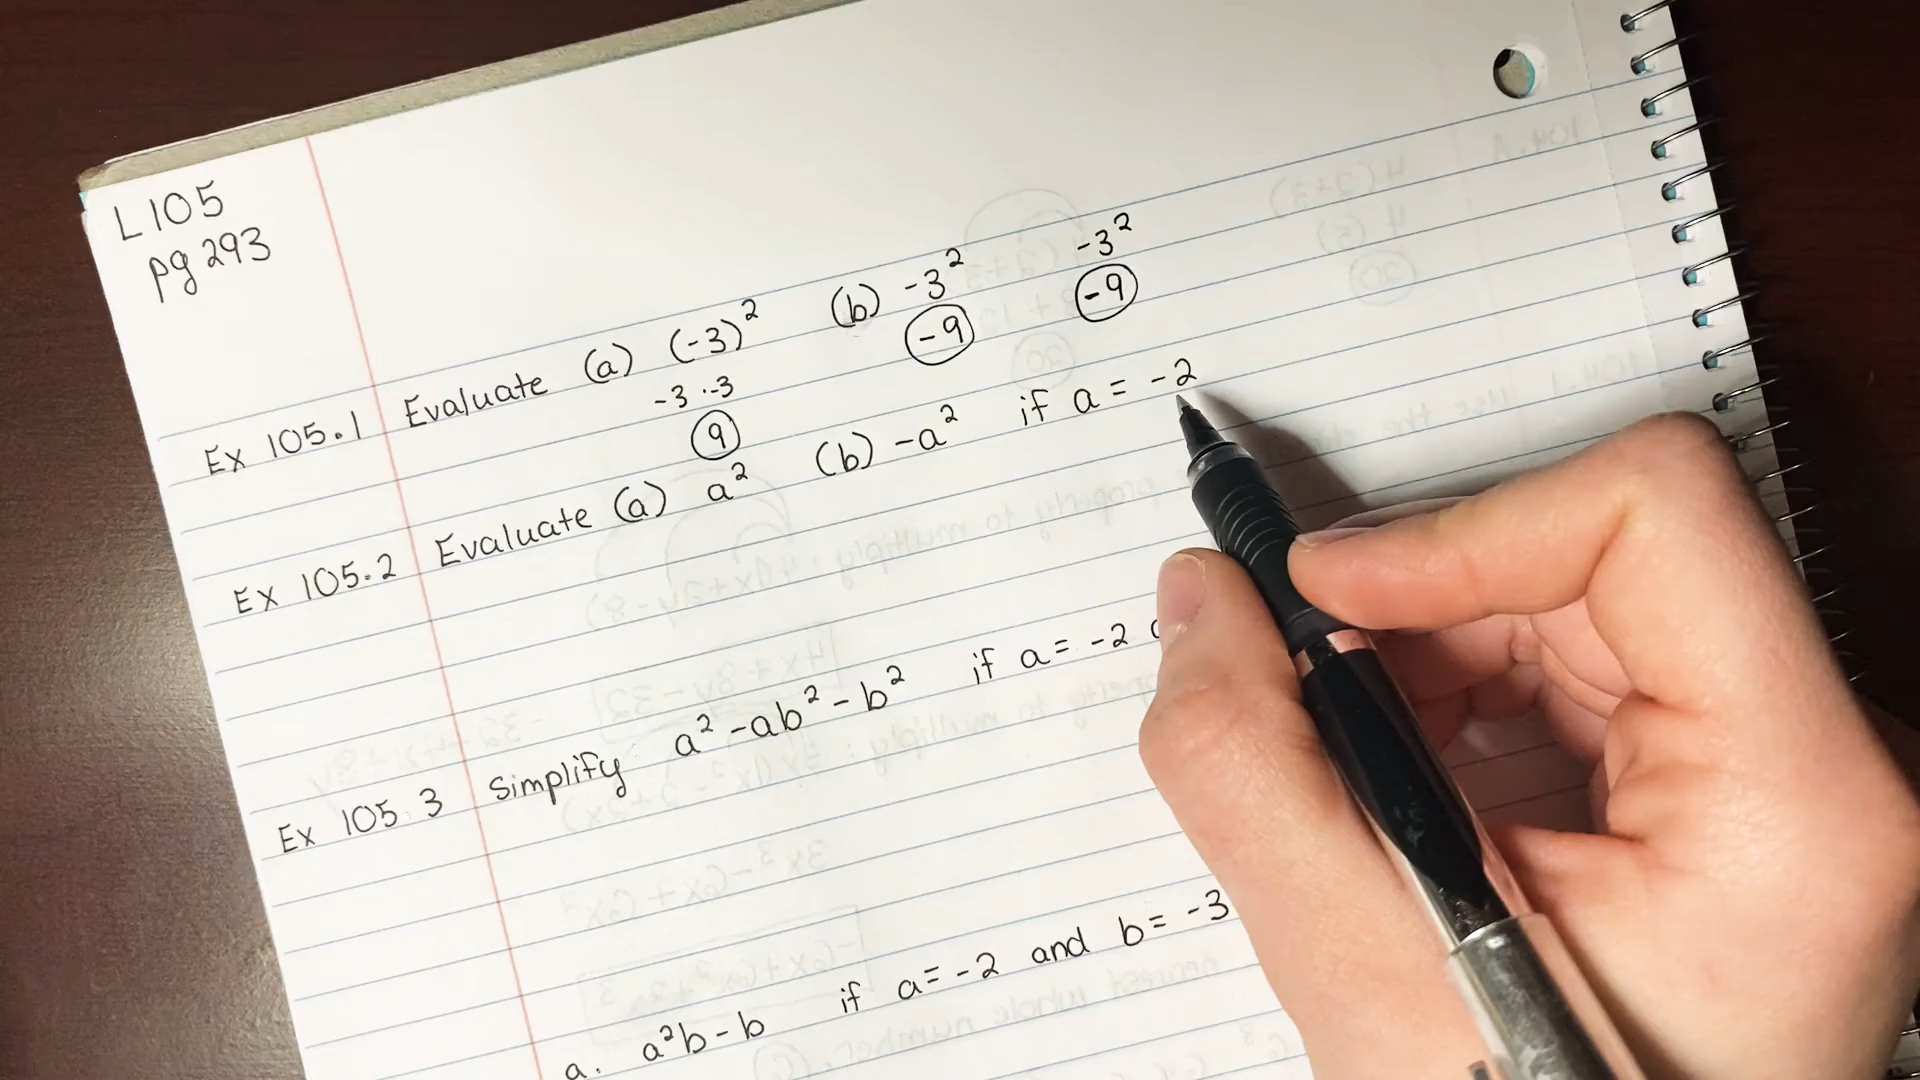 L105
pg 293
Ex 105.1 Evaluate (a) (-3)² (b) -3² -3²
-3 · -3 -9 -9
9
Ex 105.2 Evaluate (a) a² (b) -a² if a = -2
Ex 105.3 Simplify a² - ab² - b² if a = -2
a. a²b - b if a = -2 and b = -3